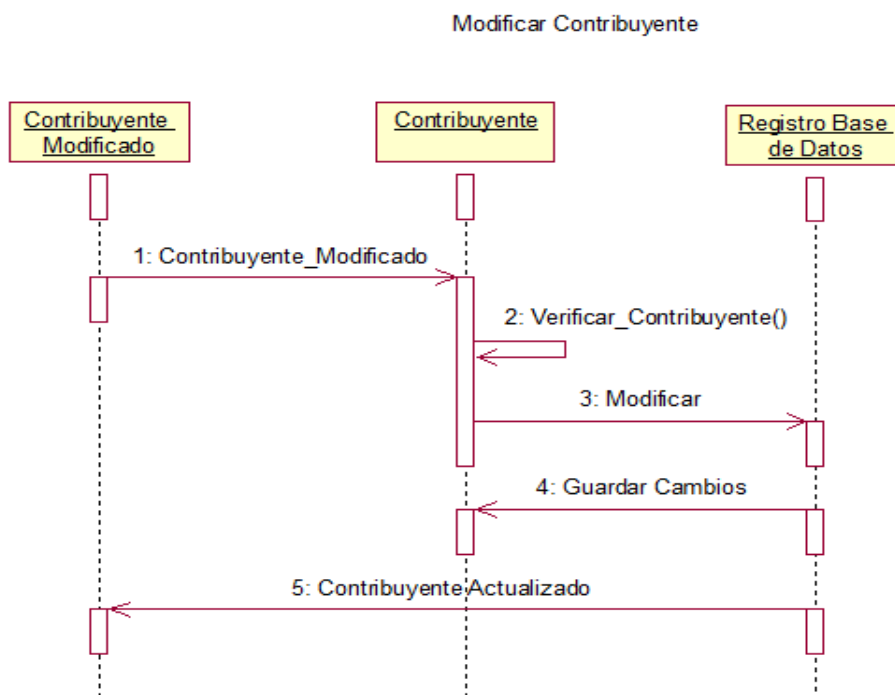 Modificar Contribuyente
Contribuyente
Modificado
Contribuyente
Registro Base
de Datos
1: Contribuyente_Modificado
2: Verificar_Contribuyente()
3: Modificar
4: Guardar Cambios
5: Contribuyente Actualizado